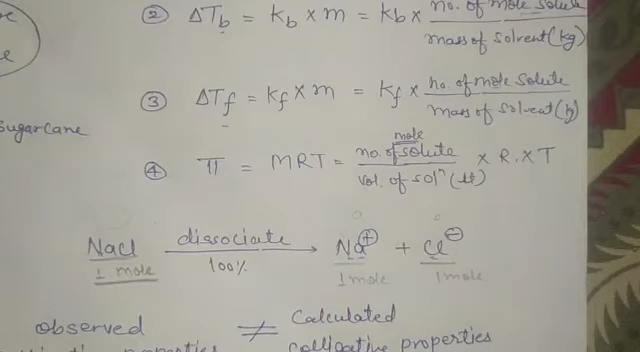 ② ΔTb = Kb × m = Kb × no. of mole solute / mass of solvent (kg)
③ ΔTf = Kf × m = Kf × no. of mole solute / mass of solvent (kg)
sugarcane
④ π = MRT = no. of mole solute / vol. of solⁿ (lt) × R × T
NaCl dissociate 100% → Na⊕ + Cl⊖
1 mole 1 mole 1 mole
observed ≠ Calculated
properties colligative properties